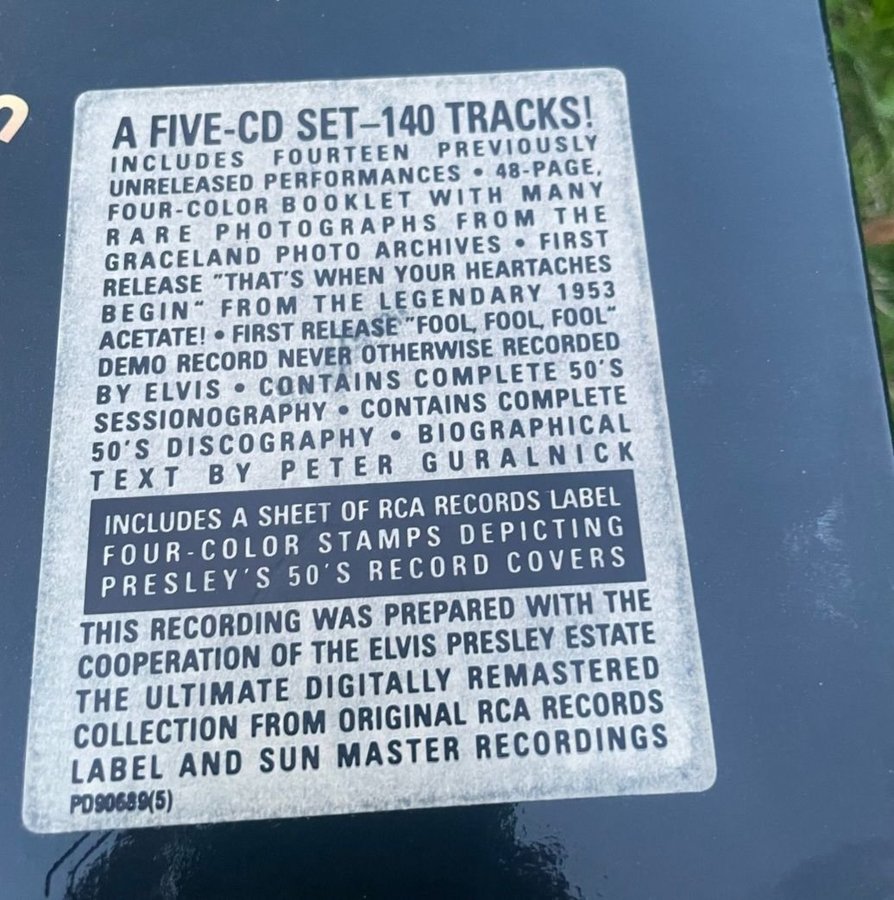 A FIVE-CD SET–140 TRACKS!
INCLUDES FOURTEEN PREVIOUSLY
UNRELEASED PERFORMANCES • 48-PAGE,
FOUR-COLOR BOOKLET WITH MANY
RARE PHOTOGRAPHS FROM THE
GRACELAND PHOTO ARCHIVES • FIRST
RELEASE "THAT'S WHEN YOUR HEARTACHES
BEGIN" FROM THE LEGENDARY 1953
ACETATE! • FIRST RELEASE "FOOL, FOOL, FOOL"
DEMO RECORD NEVER OTHERWISE RECORDED
BY ELVIS • CONTAINS COMPLETE 50'S
SESSIONOGRAPHY • CONTAINS COMPLETE
50'S DISCOGRAPHY • BIOGRAPHICAL
TEXT BY PETER GURALNICK
INCLUDES A SHEET OF RCA RECORDS LABEL
FOUR-COLOR STAMPS DEPICTING
PRESLEY'S 50'S RECORD COVERS
THIS RECORDING WAS PREPARED WITH THE
COOPERATION OF THE ELVIS PRESLEY ESTATE
THE ULTIMATE DIGITALLY REMASTERED
COLLECTION FROM ORIGINAL RCA RECORDS
LABEL AND SUN MASTER RECORDINGS
PD90689(5)